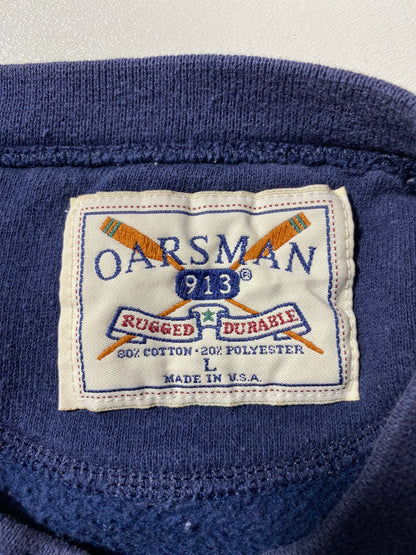 OARSMAN
913®
RUGGED ★ DURABLE
80% COTTON · 20% POLYESTER
L
MADE IN U.S.A.